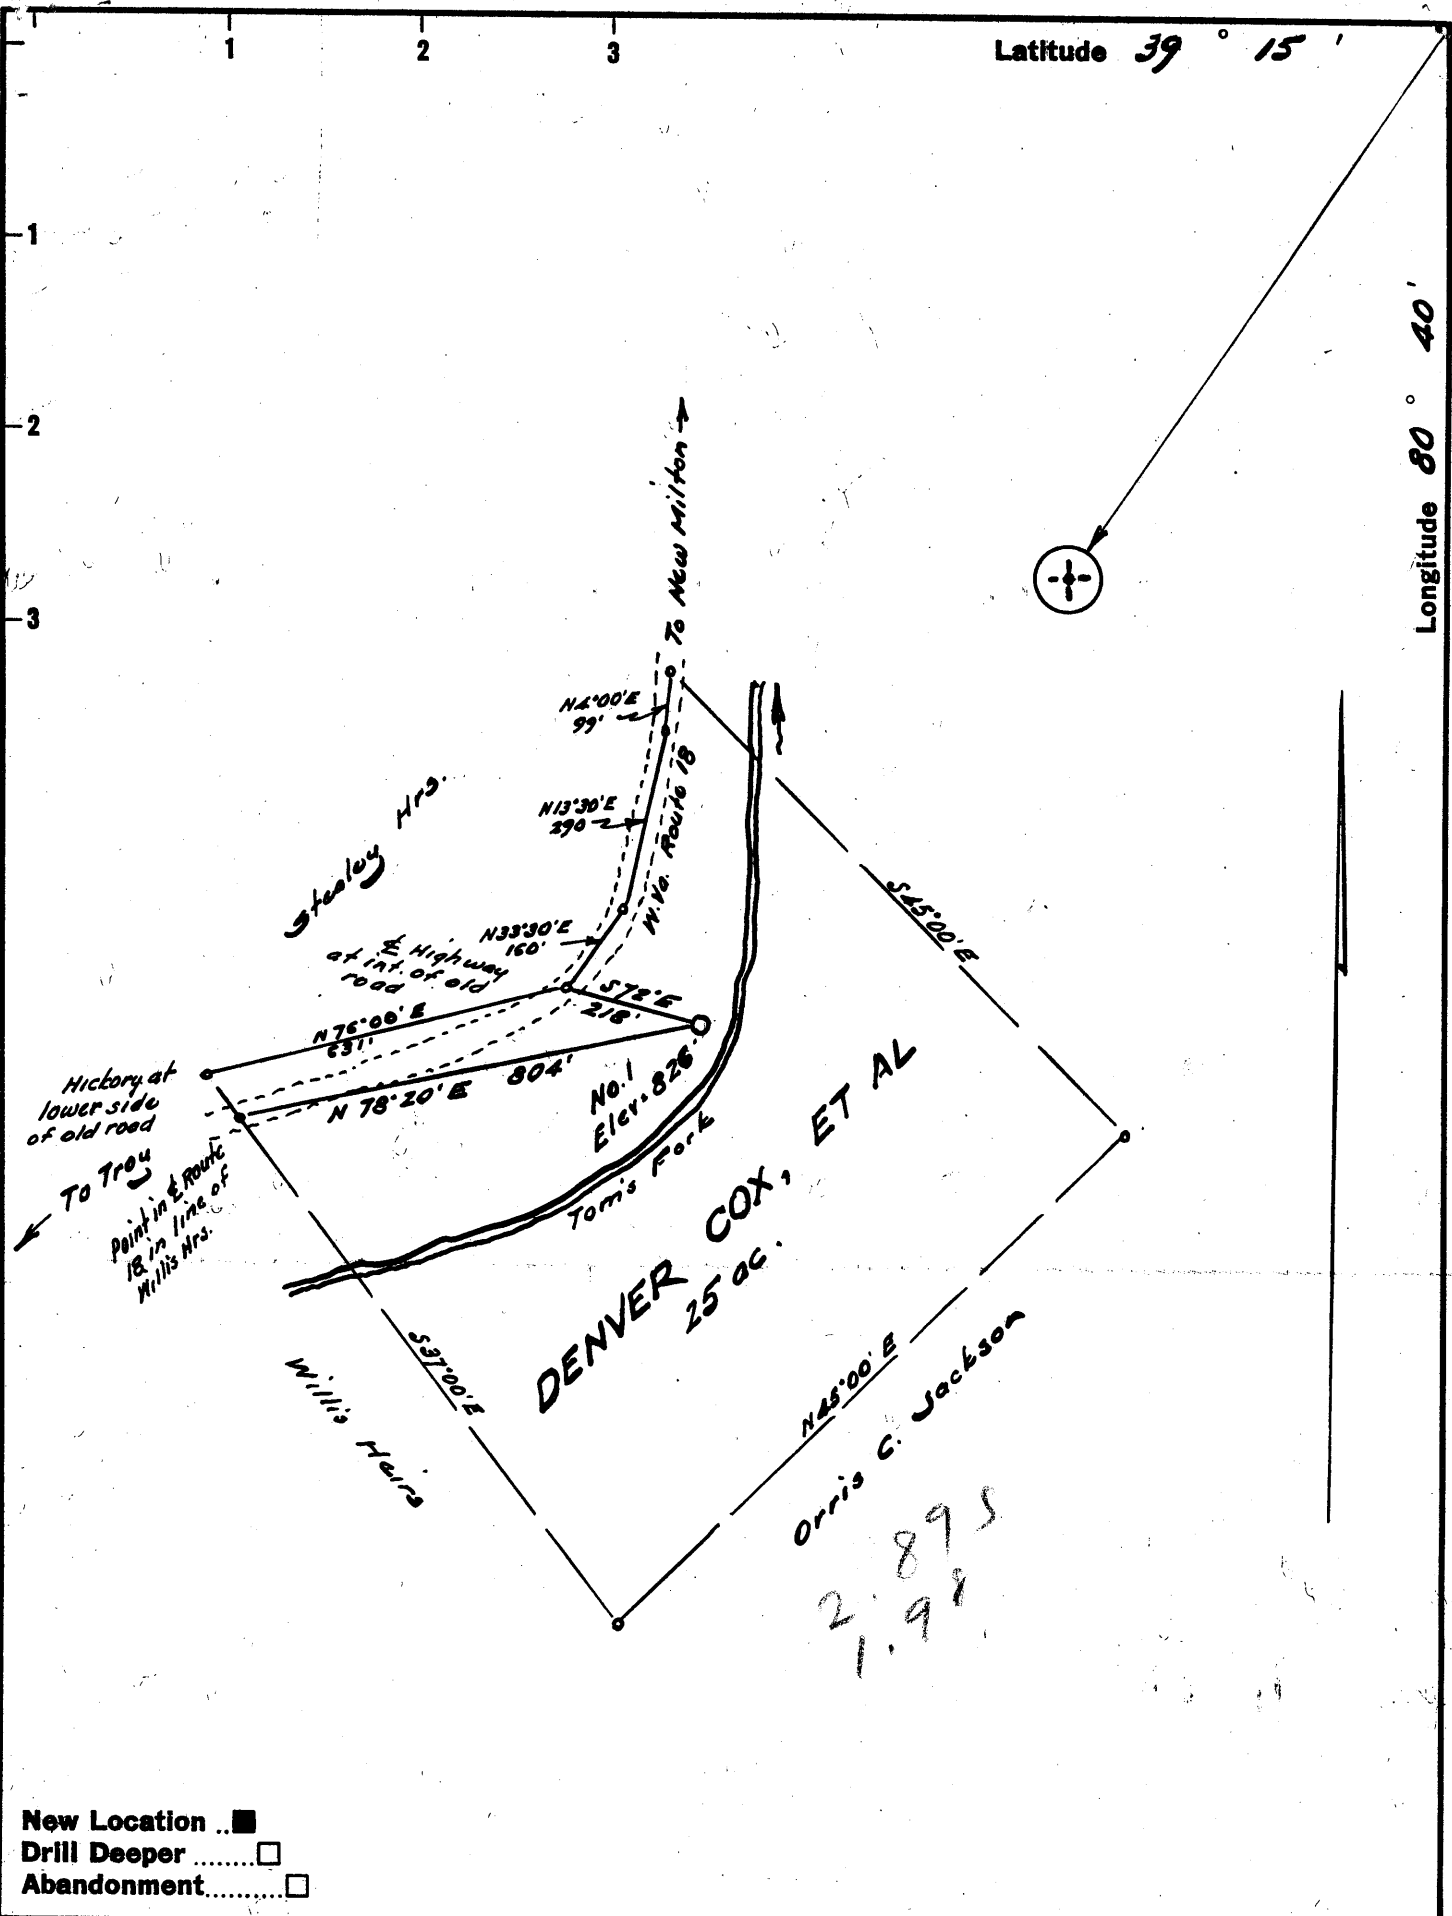 1
2
3
Latitude 39° 15'
1
2
3
Longitude 80° 40'
To New Milton
N4°00'E
99'
N13°30'E
290
W.Va. Route 18
Hrs.
N33°30'E
160'
℄ Highway
at int. of old
road
S72°E
218'
N76°00'E
631'
N 78°20'E 804'
Hickory at
lower side
of old road
To Troy
Point in ℄ Route
18 in line of
Willis Hrs.
No.1
Elev. 826'
Tom's Fork
S45°00'E
DENVER COX, ET AL
25 ac.
S37°00'E
Willis Heirs
N45°00'E
Orris C. Jackson
2.89 S
1.98
New Location ..■
Drill Deeper ........□
Abandonment..........□